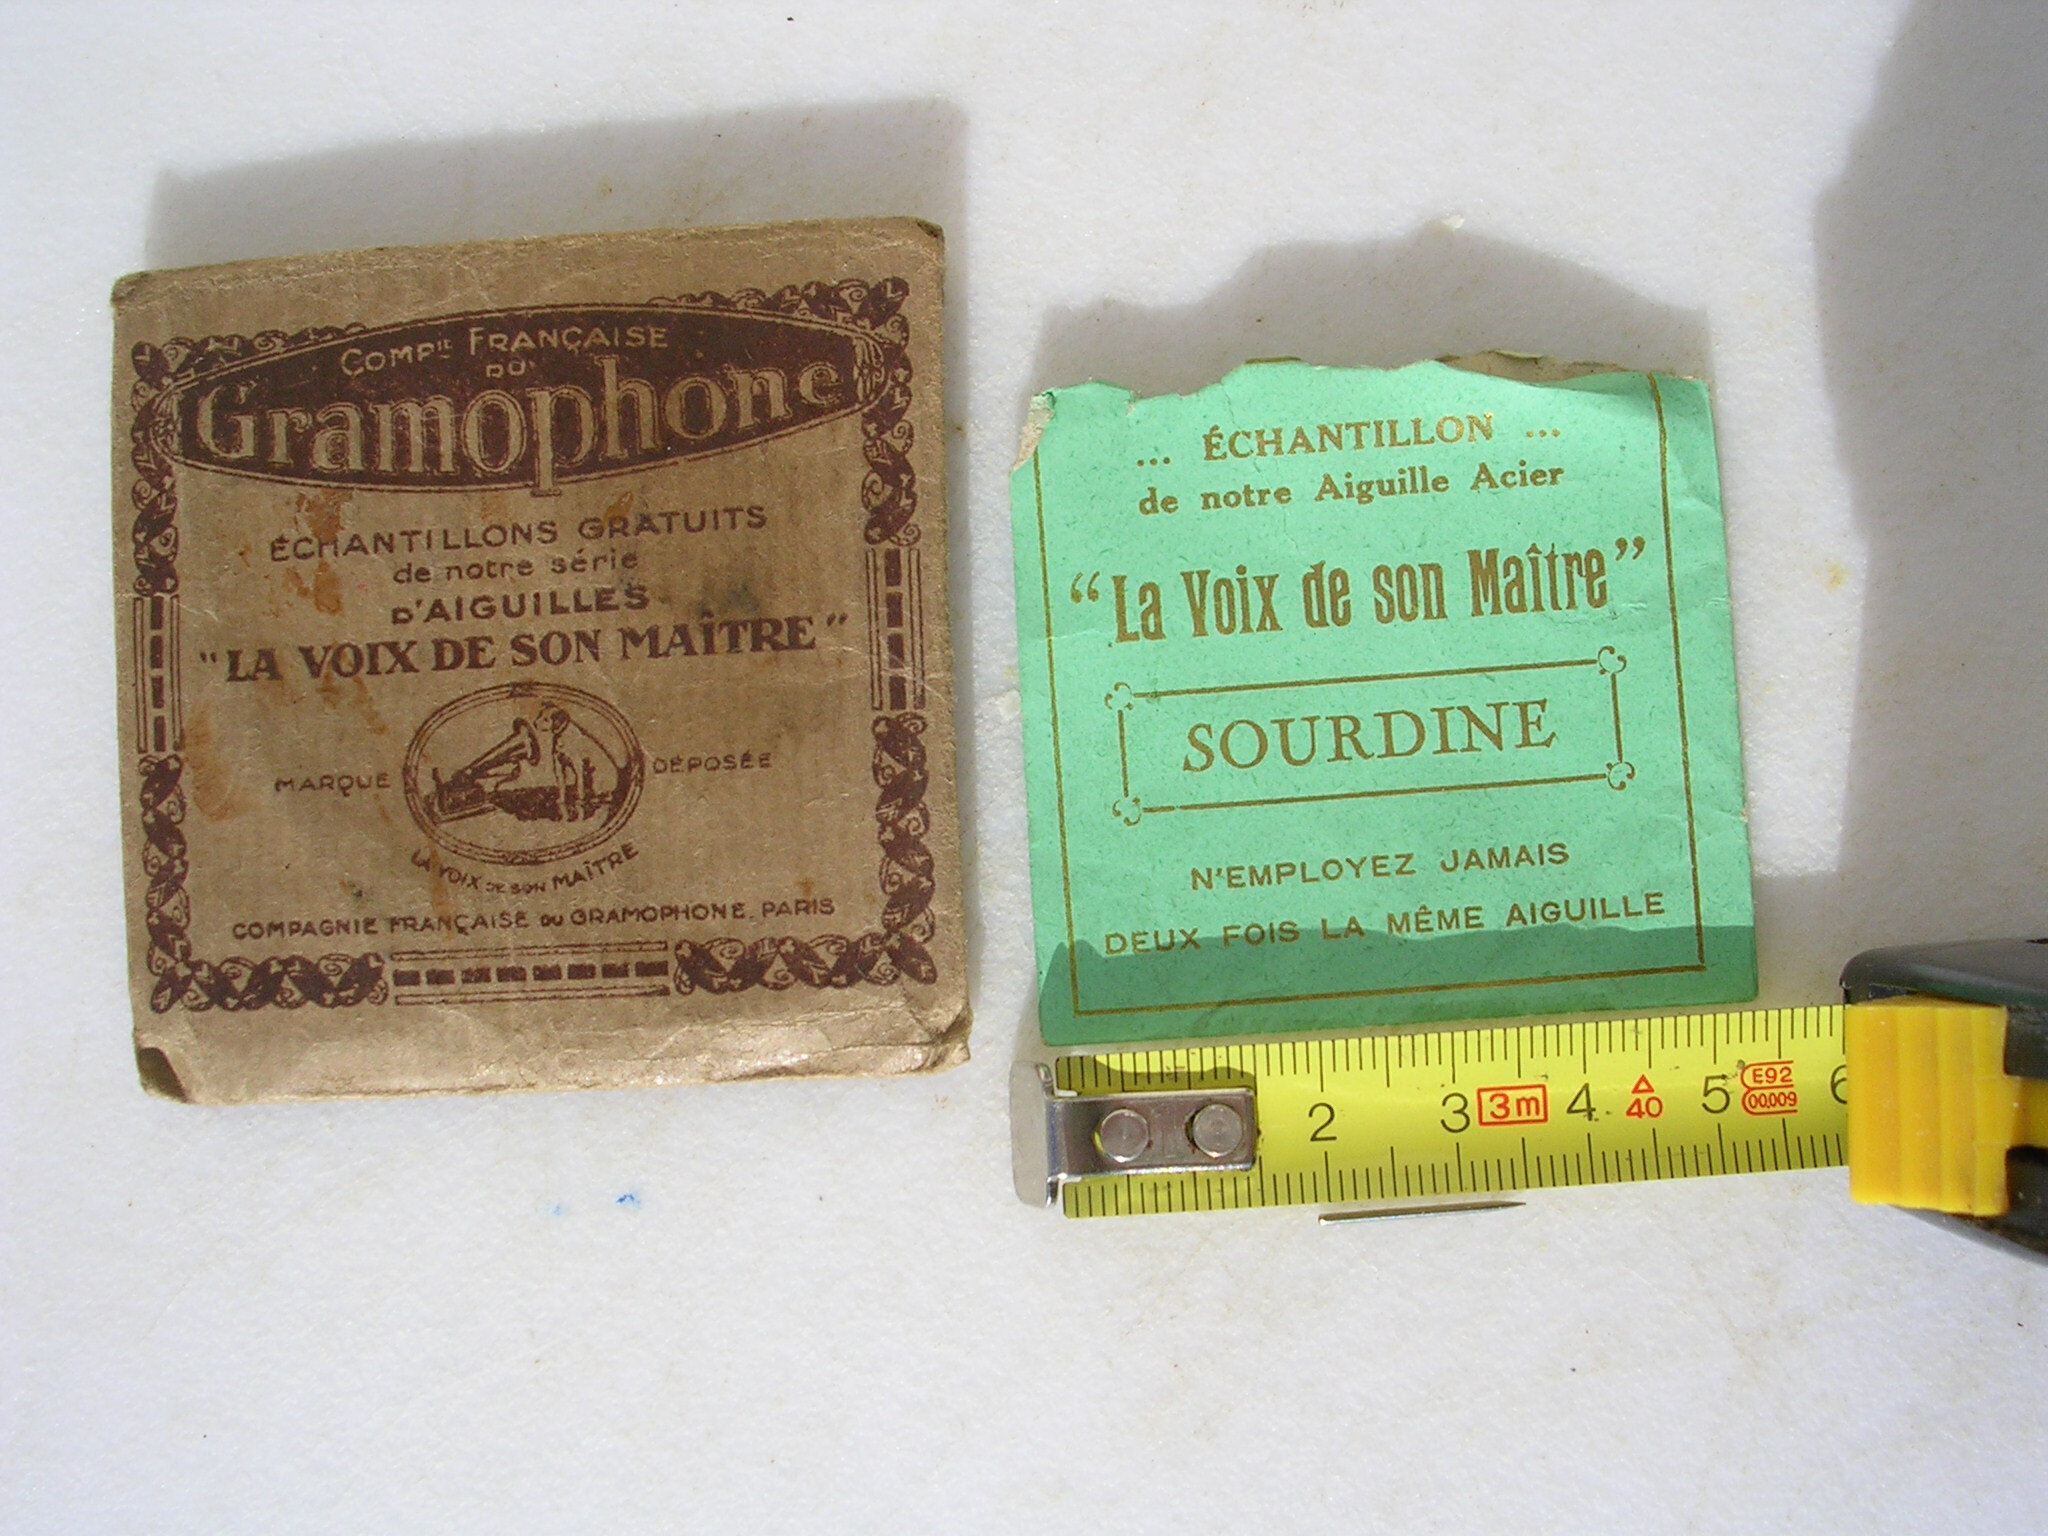 COMPIE FRANÇAISE
DU
Gramophone
ÉCHANTILLONS GRATUITS
de notre série
D'AIGUILLES
"LA VOIX DE SON MAÎTRE"
MARQUE DÉPOSÉE
LA VOIX DE SON MAÎTRE
COMPAGNIE FRANÇAISE DU GRAMOPHONE. PARIS
... ÉCHANTILLON ...
de notre Aiguille Acier
“La Voix de son Maître”
SOURDINE
N'EMPLOYEZ JAMAIS
DEUX FOIS LA MÊME AIGUILLE
2 3 3m 4 40 5 E92 00.009 6